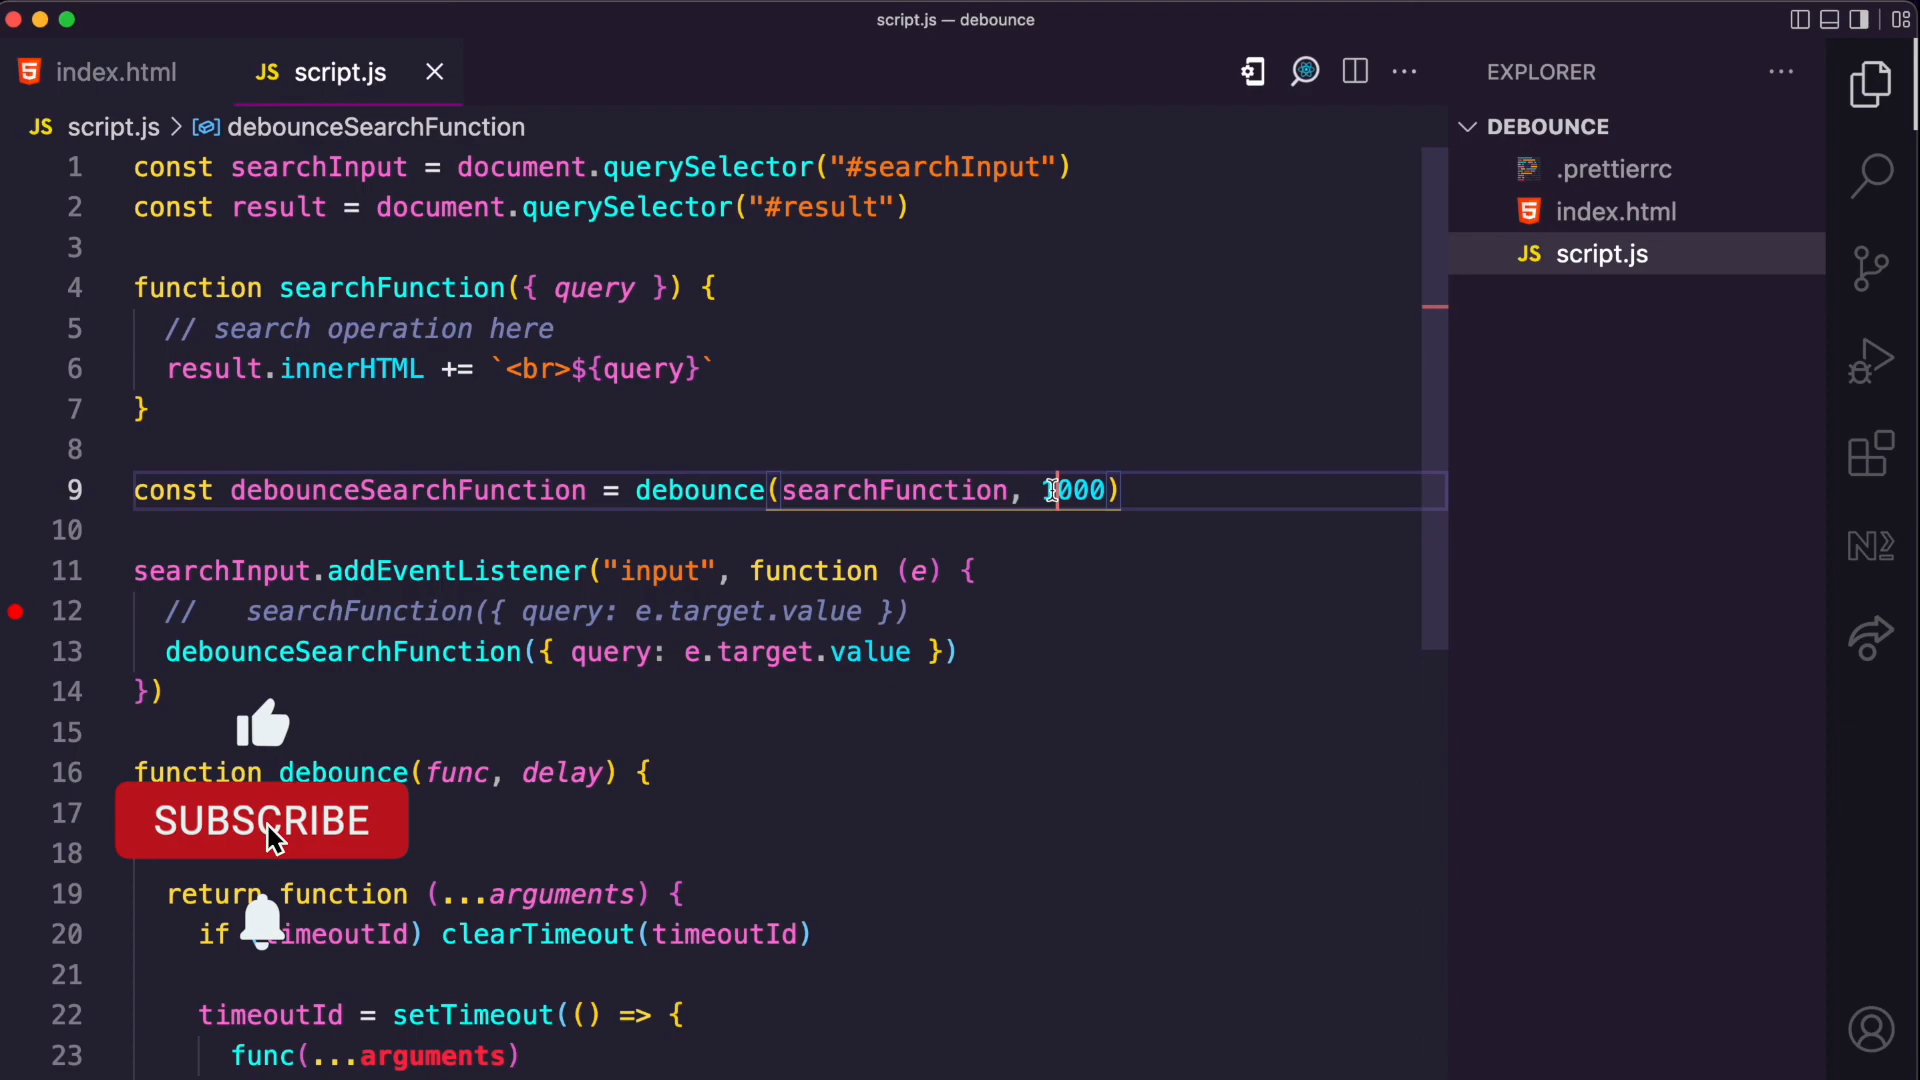 script.js — debounce
index.html
JS script.js
EXPLORER
JS script.js > debounceSearchFunction
DEBOUNCE
.prettierrc
index.html
JS script.js
1 const searchInput = document.querySelector("#searchInput")
2 const result = document.querySelector("#result")
3
4 function searchFunction({ query }) {
5 // search operation here
6 result.innerHTML += `<br>${query}`
7 }
8
9 const debounceSearchFunction = debounce(searchFunction, 1000)
10
11 searchInput.addEventListener("input", function (e) {
12 // searchFunction({ query: e.target.value })
13 debounceSearchFunction({ query: e.target.value })
14 })
15
16 function debounce(func, delay) {
17
SUBSCRIBE
18
19 return function (...arguments) {
20 if (timeoutId) clearTimeout(timeoutId)
21
22 timeoutId = setTimeout(() => {
23 func(...arguments)